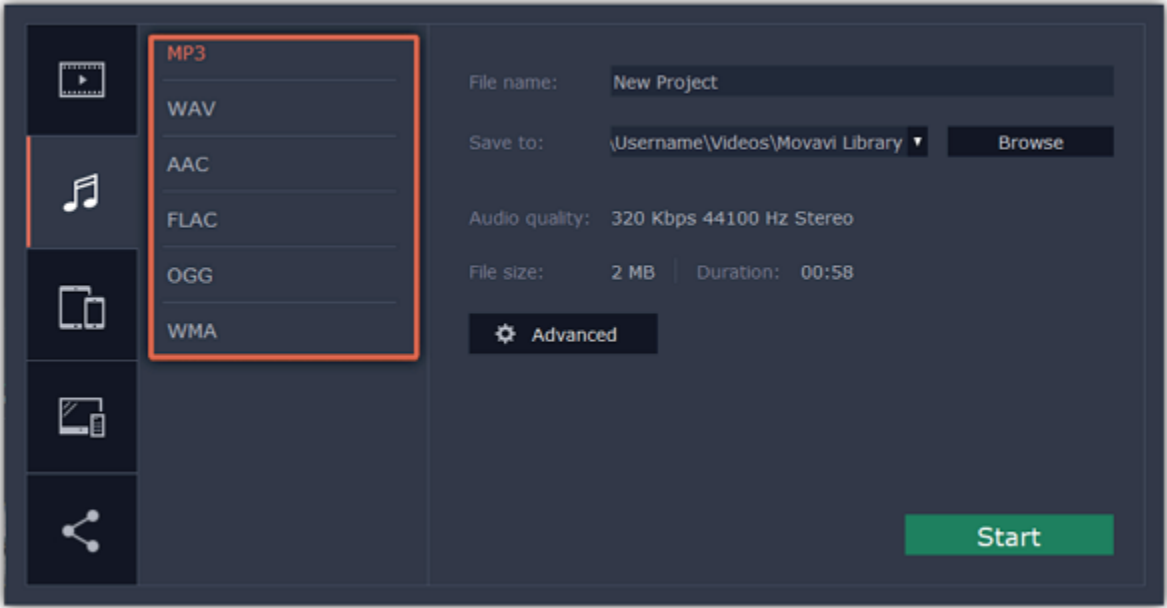 MP3
WAV
AAC
FLAC
OGG
WMA
File name: New Project
Save to: \Username\Videos\Movavi Library Browse
Audio quality: 320 Kbps 44100 Hz Stereo
File size: 2 MB Duration: 00:58
Advanced
Start